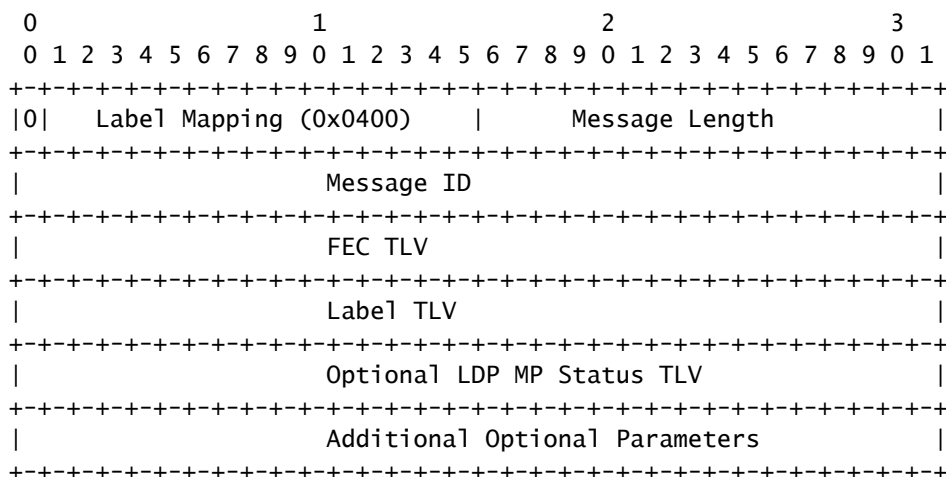 0                   1                   2                   3
0 1 2 3 4 5 6 7 8 9 0 1 2 3 4 5 6 7 8 9 0 1 2 3 4 5 6 7 8 9 0 1
+-+-+-+-+-+-+-+-+-+-+-+-+-+-+-+-+-+-+-+-+-+-+-+-+-+-+-+-+-+-+-+-+
|0|   Label Mapping (0x0400)    |      Message Length           |
+-+-+-+-+-+-+-+-+-+-+-+-+-+-+-+-+-+-+-+-+-+-+-+-+-+-+-+-+-+-+-+-+
|                     Message ID                                |
+-+-+-+-+-+-+-+-+-+-+-+-+-+-+-+-+-+-+-+-+-+-+-+-+-+-+-+-+-+-+-+-+
|                     FEC TLV                                   |
+-+-+-+-+-+-+-+-+-+-+-+-+-+-+-+-+-+-+-+-+-+-+-+-+-+-+-+-+-+-+-+-+
|                     Label TLV                                 |
+-+-+-+-+-+-+-+-+-+-+-+-+-+-+-+-+-+-+-+-+-+-+-+-+-+-+-+-+-+-+-+-+
|                     Optional LDP MP Status TLV                |
+-+-+-+-+-+-+-+-+-+-+-+-+-+-+-+-+-+-+-+-+-+-+-+-+-+-+-+-+-+-+-+-+
|                     Additional Optional Parameters            |
+-+-+-+-+-+-+-+-+-+-+-+-+-+-+-+-+-+-+-+-+-+-+-+-+-+-+-+-+-+-+-+-+